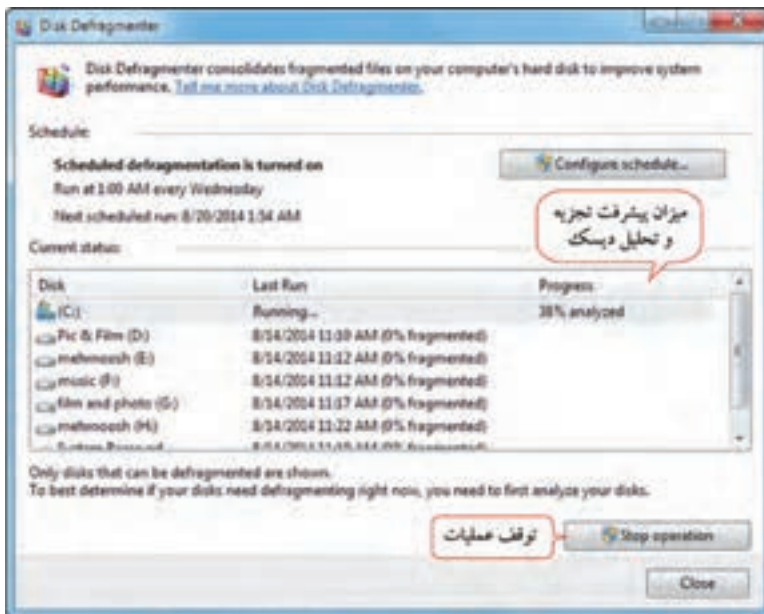 Disk Defragmenter
Disk Defragmenter consolidates fragmented files on your computer's hard disk to improve system
performance. Tell me more about Disk Defragmenter.
Schedule:
Scheduled defragmentation is turned on
Configure schedule...
Run at 1:00 AM every Wednesday
Next scheduled run: 8/20/2014 1:54 AM
میزان پیشرفت تجزیه
و تحلیل دیسک
Current status:
Disk Last Run Progress
(C:) Running... 38% analyzed
Pic & Film (D:) 8/14/2014 11:10 AM (0% fragmented)
mehrnoosh (E:) 8/14/2014 11:12 AM (0% fragmented)
music (F:) 8/14/2014 11:12 AM (0% fragmented)
film and photo (G:) 8/14/2014 11:17 AM (0% fragmented)
mehrnoosh (H:) 8/14/2014 11:22 AM (0% fragmented)
System Reserved
Only disks that can be defragmented are shown.
To best determine if your disks need defragmenting right now, you need to first analyze your disks.
توقف عملیات
Stop operation
Close